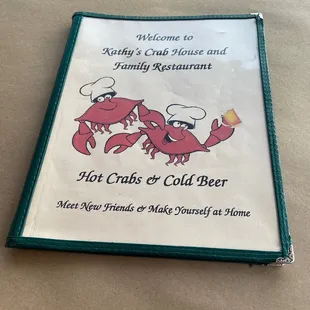 Welcome to
Kathy's Crab House and
Family Restaurant
Hot Crabs & Cold Beer
Meet New Friends & Make Yourself at Home